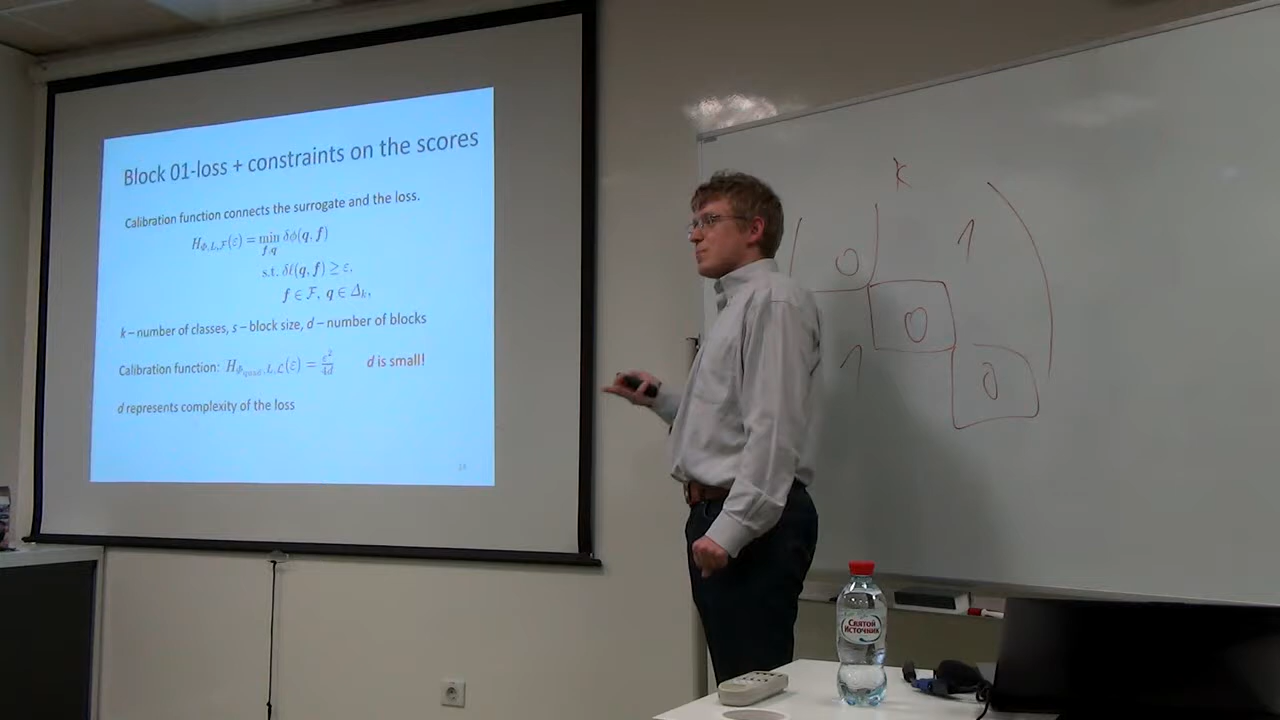 Block 01-loss + constraints on the scores
Calibration function connects the surrogate and the loss.
H_{Φ,L,𝓕}(ε) = min_{f,q} δϕ(q, f)
s.t. δℓ(q, f) ≥ ε,
f ∈ 𝓕, q ∈ Δ_k,
k – number of classes, s – block size, d – number of blocks
Calibration function: H_{Φ_quad,L,𝓛}(ε) = ε²/4d d is small!
d represents complexity of the loss
k
0
1
0
1
0
СВЯТОЙ
ИСТОЧНИК